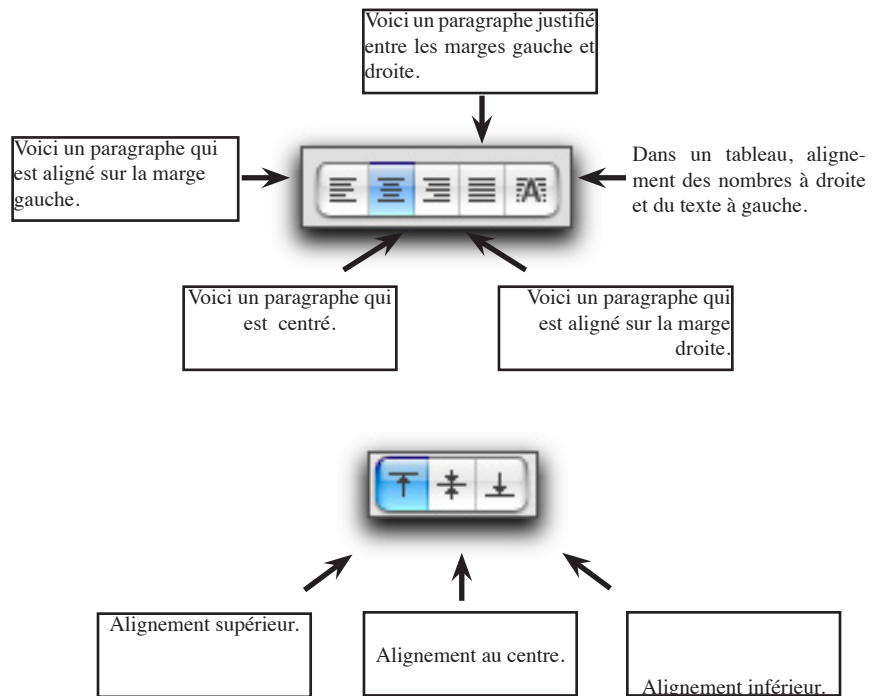 Voici un paragraphe justifié
entre les marges gauche et
droite.
Voici un paragraphe qui
est aligné sur la marge
gauche.
Dans un tableau, aligne-
ment des nombres à droite
et du texte à gauche.
A
Voici un paragraphe qui
est centré.
Voici un paragraphe qui
est aligné sur la marge
droite.
Alignement supérieur.
Alignement au centre.
Alignement inférieur.